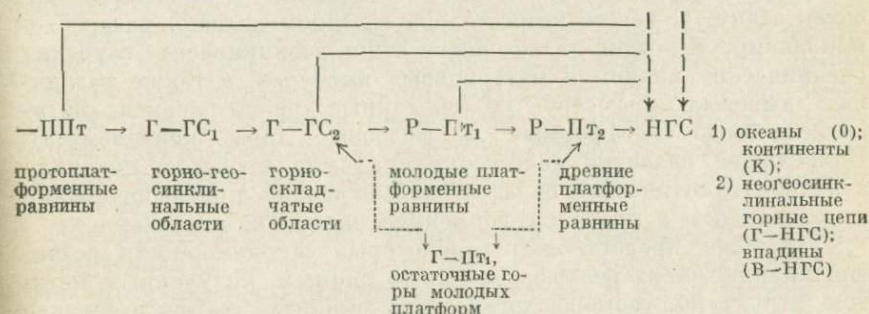 —ППт → Г—ГС₁ → Г—ГС₂ → Р—Пт₁ → Р—Пт₂ → НГС
протоплат-
форменные
равнины
горно-гео-
синкли-
нальные
области
горно-
склад-
чатые
области
молодые плат-
форменные
равнины
древние
платфор-
менные
равнины
1) океаны (0);
континенты
(К);
2) неогеосинк-
линальные
горные цепи
(Г—НГС);
впадины
(В—НГС)
Г—Пт₁,
остаточные го-
ры молодых
платформ